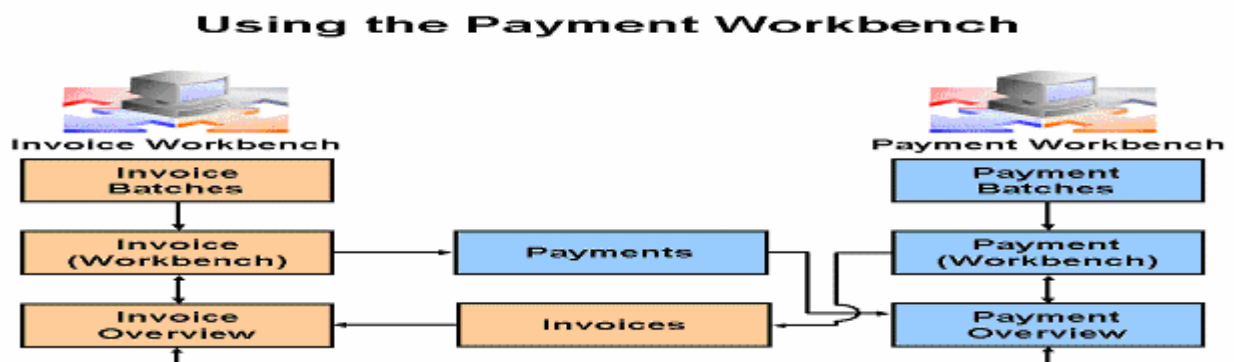 Using the Payment Workbench
Invoice Workbench
Payment Workbench
Invoice
Batches
Payment
Batches
Invoice
(Workbench)
Payments
Payment
(Workbench)
Invoice
Overview
Invoices
Payment
Overview